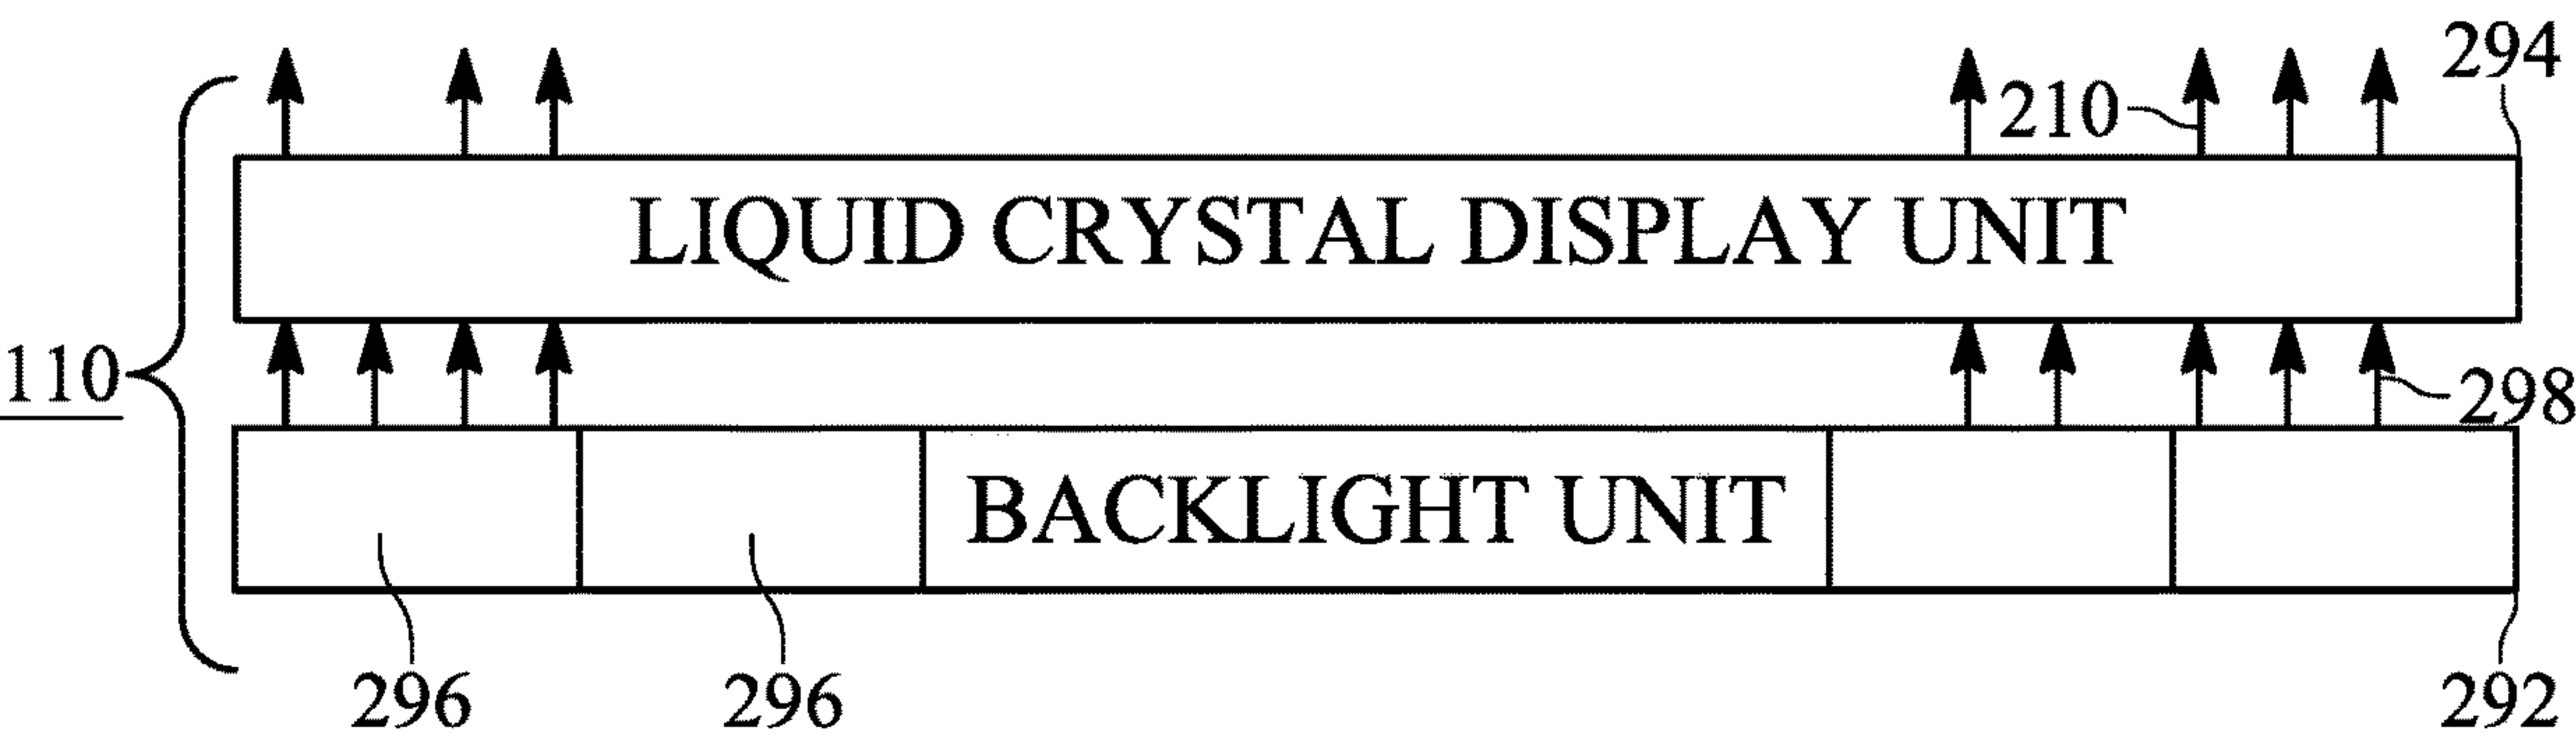 294
210
LIQUID CRYSTAL DISPLAY UNIT
110
298
BACKLIGHT UNIT
296 296 292